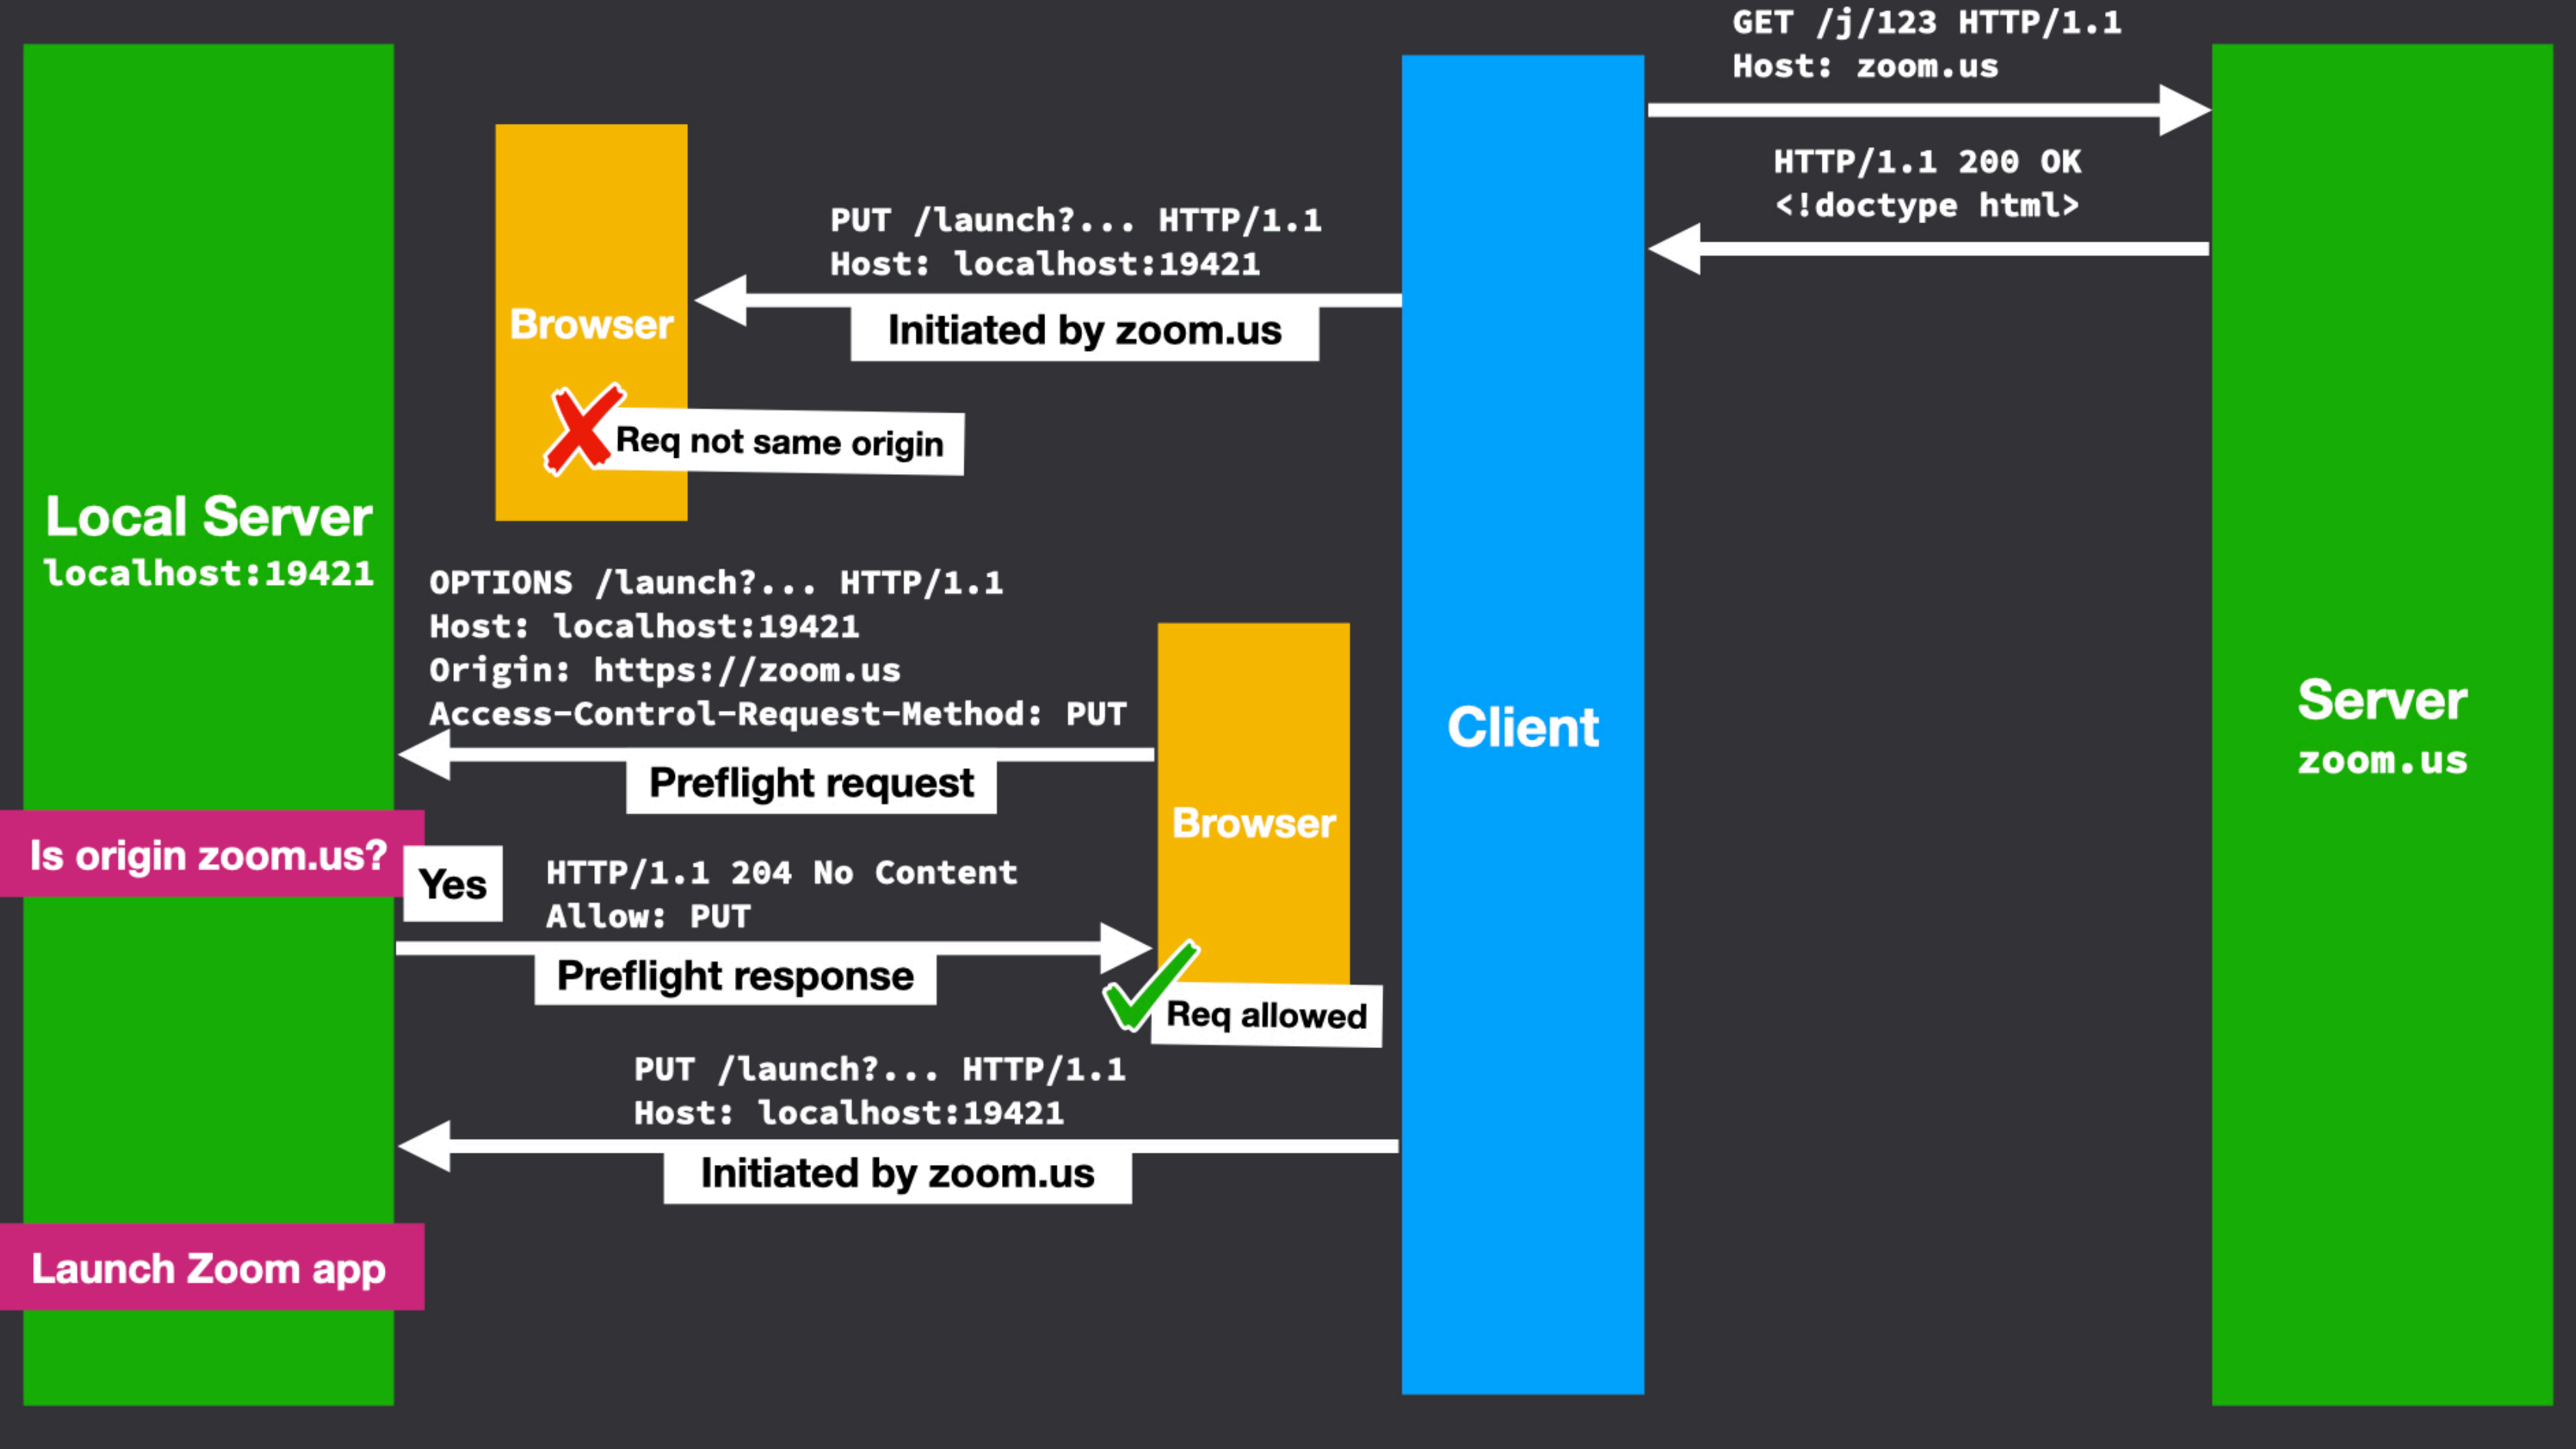 GET /j/123 HTTP/1.1
Host: zoom.us
HTTP/1.1 200 OK
<!doctype html>
PUT /launch?... HTTP/1.1
Host: localhost:19421
Initiated by zoom.us
Browser
Req not same origin
Local Server
localhost:19421
OPTIONS /launch?... HTTP/1.1
Host: localhost:19421
Origin: https://zoom.us
Access-Control-Request-Method: PUT
Preflight request
Browser
Client
Server
zoom.us
Is origin zoom.us?
Yes
HTTP/1.1 204 No Content
Allow: PUT
Preflight response
Req allowed
PUT /launch?... HTTP/1.1
Host: localhost:19421
Initiated by zoom.us
Launch Zoom app